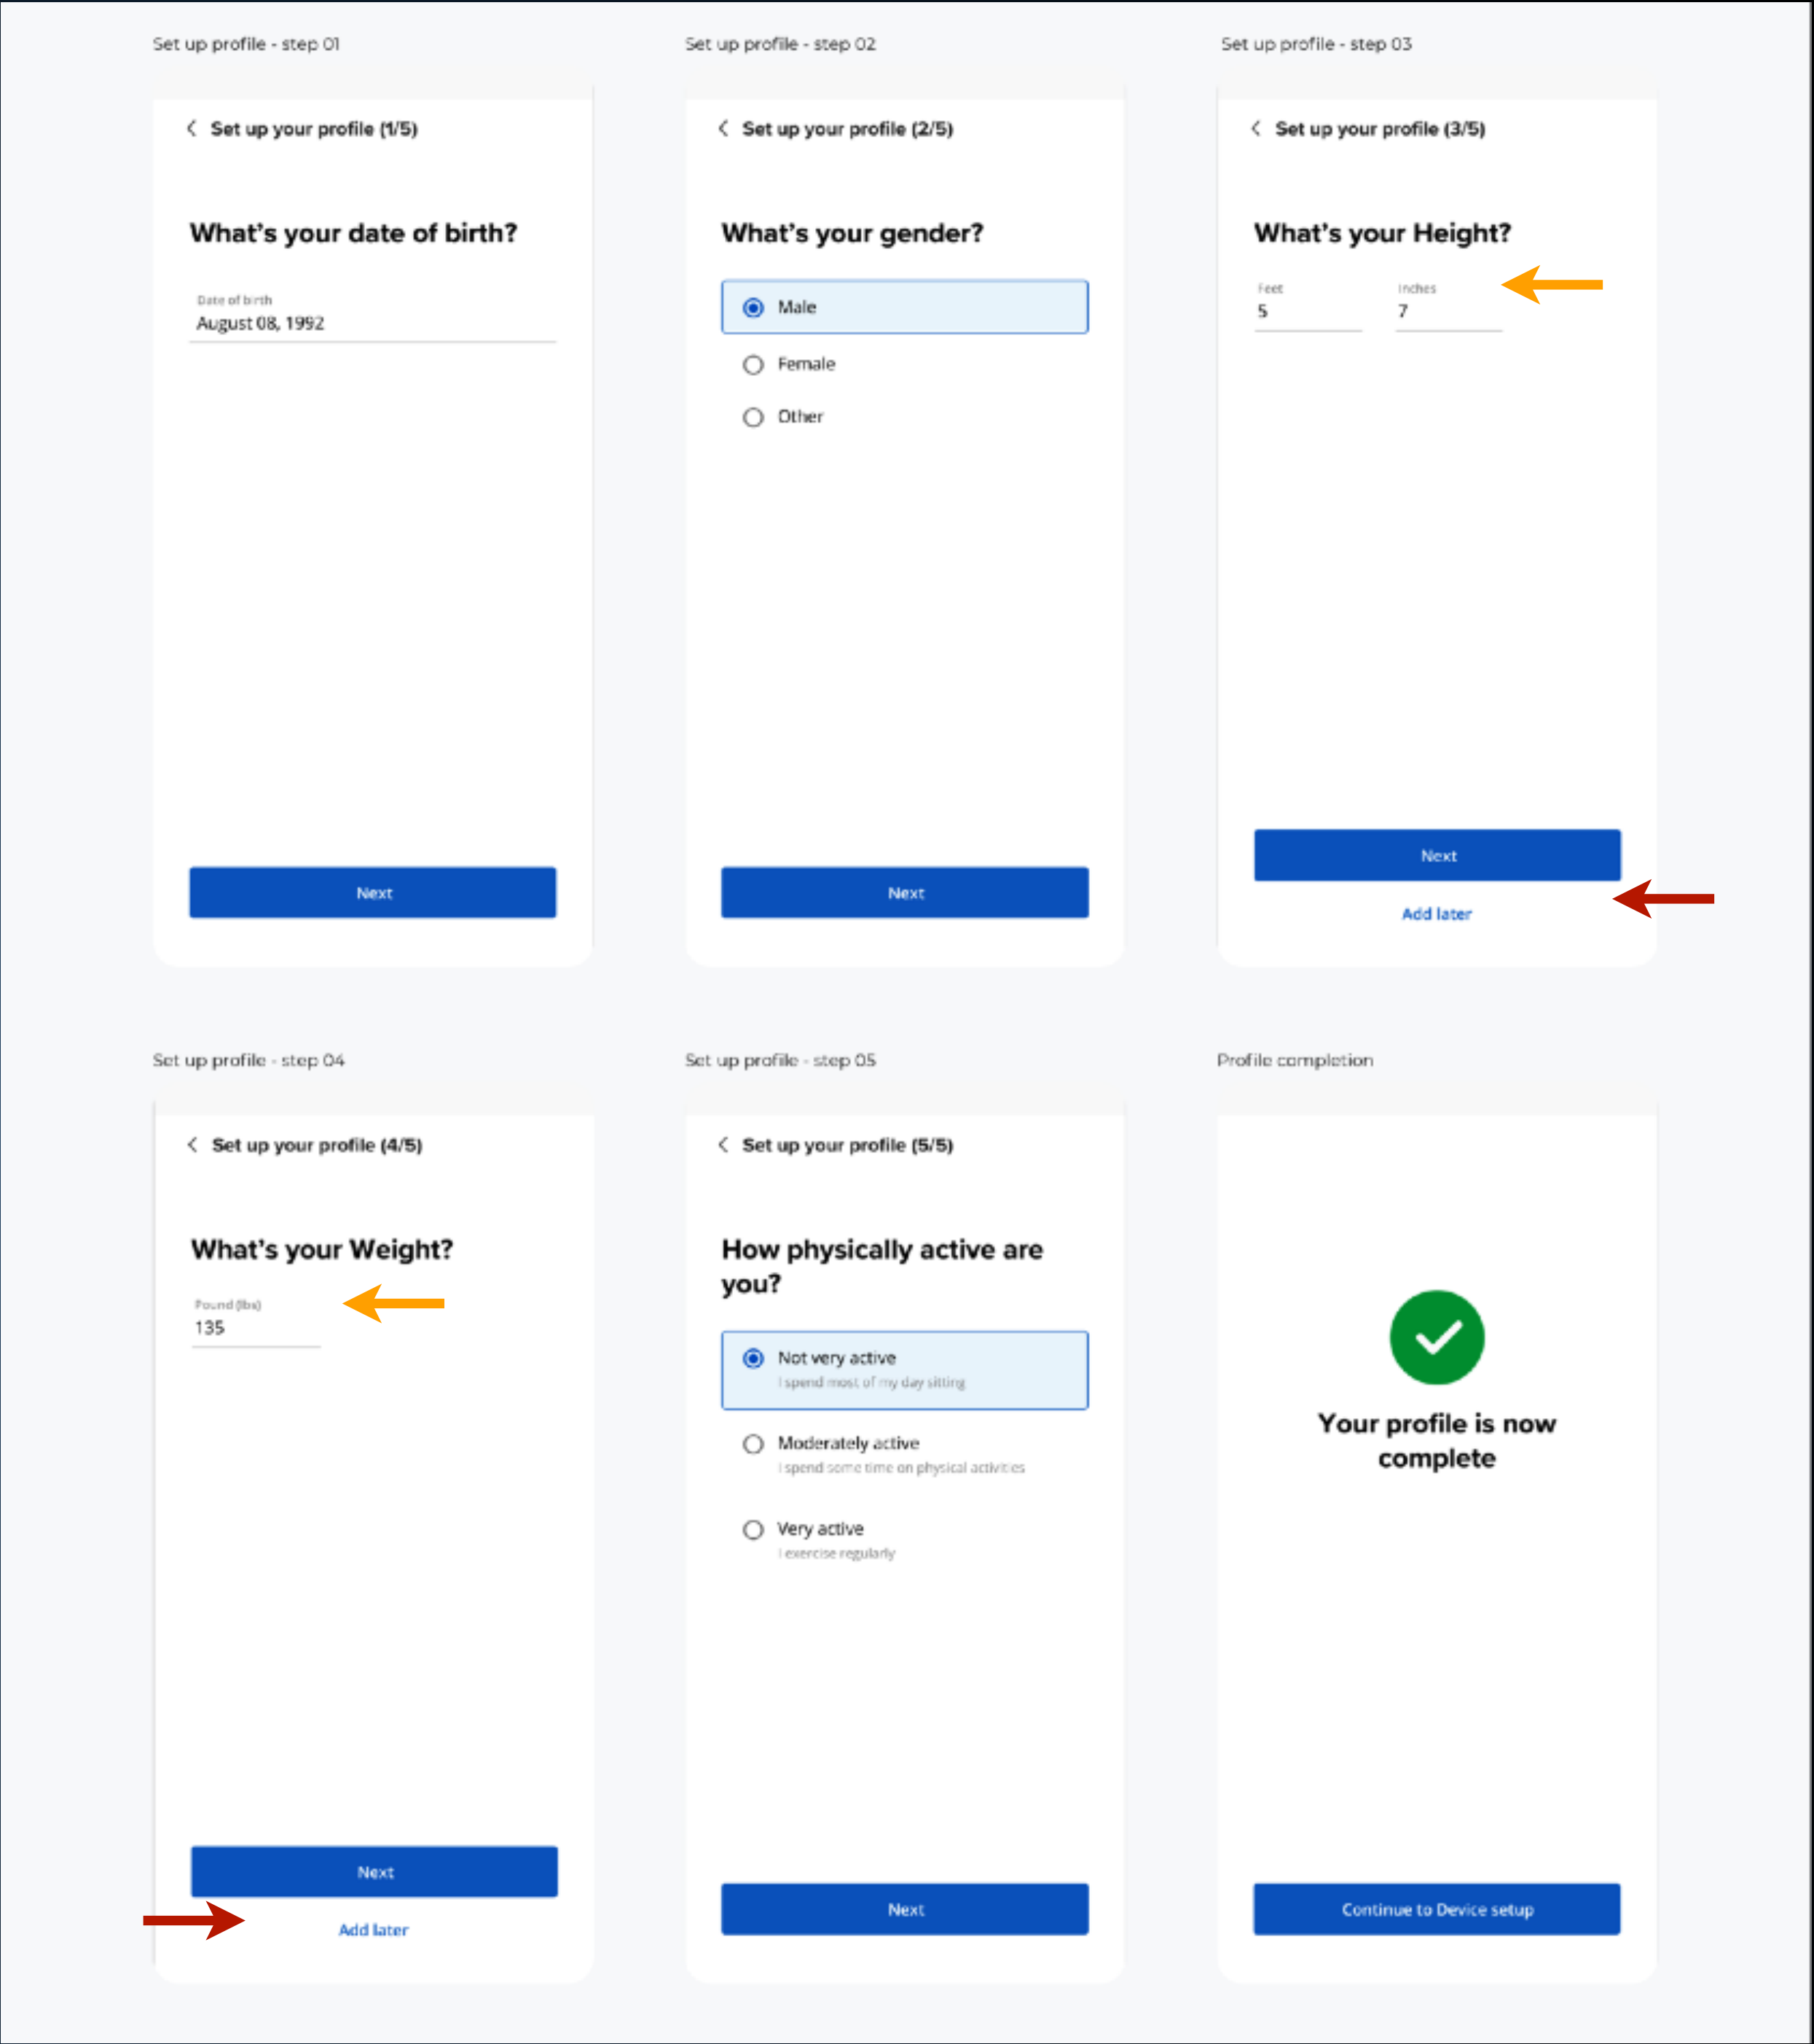 Set up profile - step 01
Set up your profile (1/5)
What's your date of birth?
Date of birth
August 08, 1992
Next
Set up profile - step 02
Set up your profile (2/5)
What's your gender?
Male
Female
Other
Next
Set up profile - step 03
Set up your profile (3/5)
What's your Height?
Feet
Inches
5
7
Next
Add later
Set up profile - step 04
Set up your profile (4/5)
What's your Weight?
Pound (lbs)
135
Next
Add later
Set up profile - step 05
Set up your profile (5/5)
How physically active are
you?
Not very active
I spend most of my day sitting
Moderately active
I spend some time on physical activities
Very active
I exercise regularly
Next
Profile completion
Your profile is now
complete
Continue to Device setup